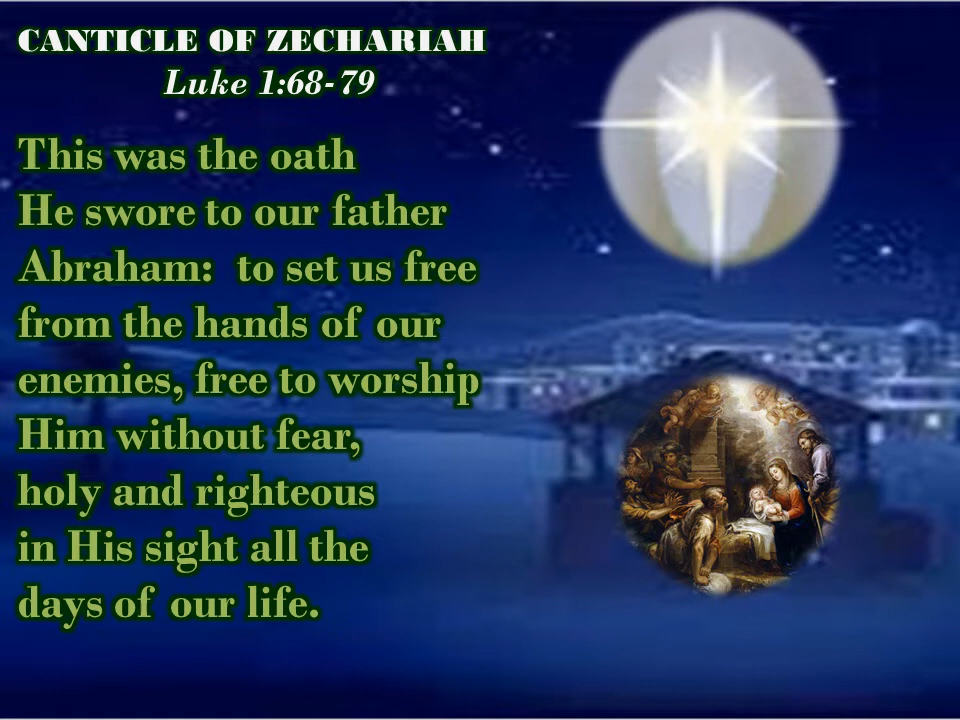 CANTICLE OF ZECHARIAH
Luke 1:68-79
This was the oath
He swore to our father
Abraham:  to set us free
from the hands of our
enemies, free to worship
Him without fear,
holy and righteous
in His sight all the
days of our life.